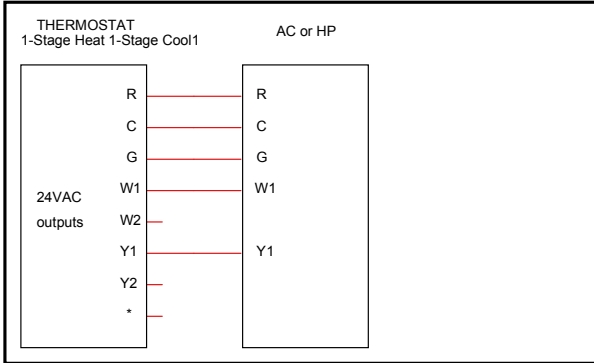 THERMOSTAT
1-Stage Heat 1-Stage Cool1
AC or HP
R
R
C
C
G
G
W1
W1
24VAC
outputs
W2
Y1
Y1
Y2
*